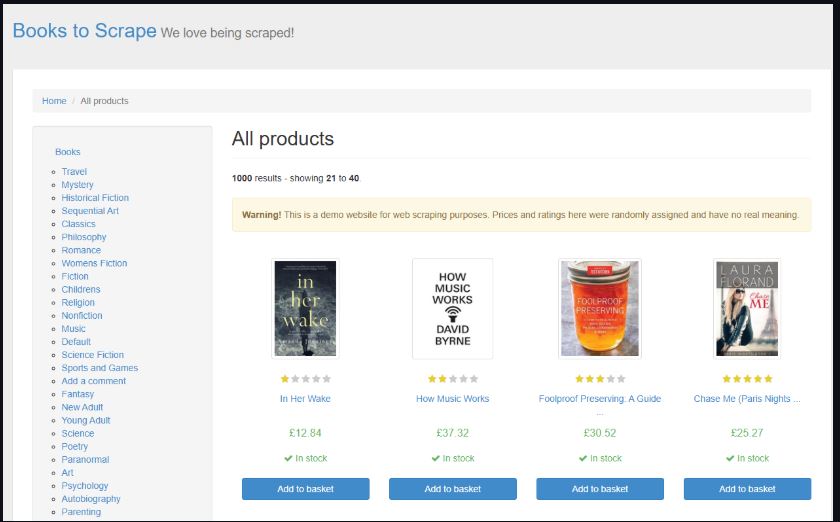 Books to Scrape We love being scraped!
Home / All products
Books
Travel
Mystery
Historical Fiction
Sequential Art
Classics
Philosophy
Romance
Womens Fiction
Fiction
Childrens
Religion
Nonfiction
Music
Default
Science Fiction
Sports and Games
Add a comment
Fantasy
New Adult
Young Adult
Science
Poetry
Paranormal
Art
Psychology
Autobiography
Parenting
All products
1000 results - showing 21 to 40.
Warning! This is a demo website for web scraping purposes. Prices and ratings here were randomly assigned and have no real meaning.
in
her
wake
HOW
MUSIC
WORKS
DAVID
BYRNE
FOOLPROOF
PRESERVING
LAURA
FLORAND
Chase
ME
In Her Wake
How Music Works
Foolproof Preserving: A Guide
...
Chase Me (Paris Nights ...
£12.84
£37.32
£30.52
£25.27
In stock
In stock
In stock
In stock
Add to basket
Add to basket
Add to basket
Add to basket